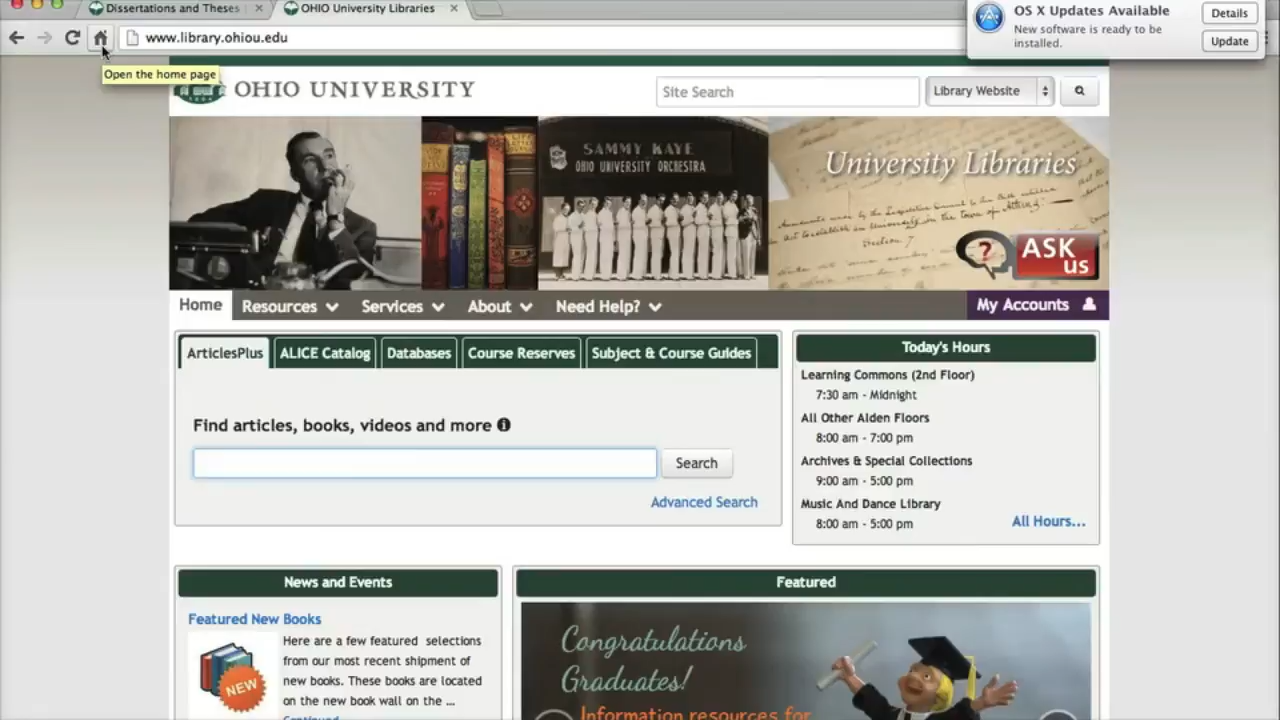 Dissertations and Theses
OHIO University Libraries
OS X Updates Available
New software is ready to be installed.
Details
Update
www.library.ohiou.edu
Open the home page
OHIO UNIVERSITY
Site Search
Library Website
SAMMY KAYE
OHIO UNIVERSITY ORCHESTRA
University Libraries
?
ASK us
Home
Resources
Services
About
Need Help?
My Accounts
ArticlesPlus
ALICE Catalog
Databases
Course Reserves
Subject & Course Guides
Find articles, books, videos and more
Search
Advanced Search
Today's Hours
Learning Commons (2nd Floor)
7:30 am - Midnight
All Other Alden Floors
8:00 am - 7:00 pm
Archives & Special Collections
9:00 am - 5:00 pm
Music And Dance Library
8:00 am - 5:00 pm
All Hours...
News and Events
Featured New Books
NEW
Here are a few featured selections
from our most recent shipment of
new books. These books are located
on the new book wall on the ...
Continued
Featured
Congratulations
Graduates!
Information resources for